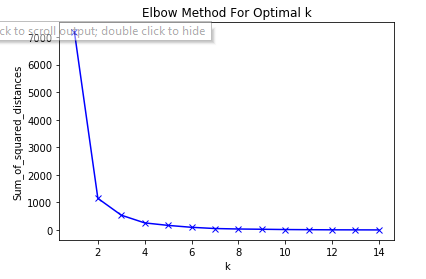 Elbow Method For Optimal k
ck to scroll output; double click to hide
7000
6000
5000
4000
3000
2000
1000
0
Sum_of_squared_distances
2 4 6 8 10 12 14
k